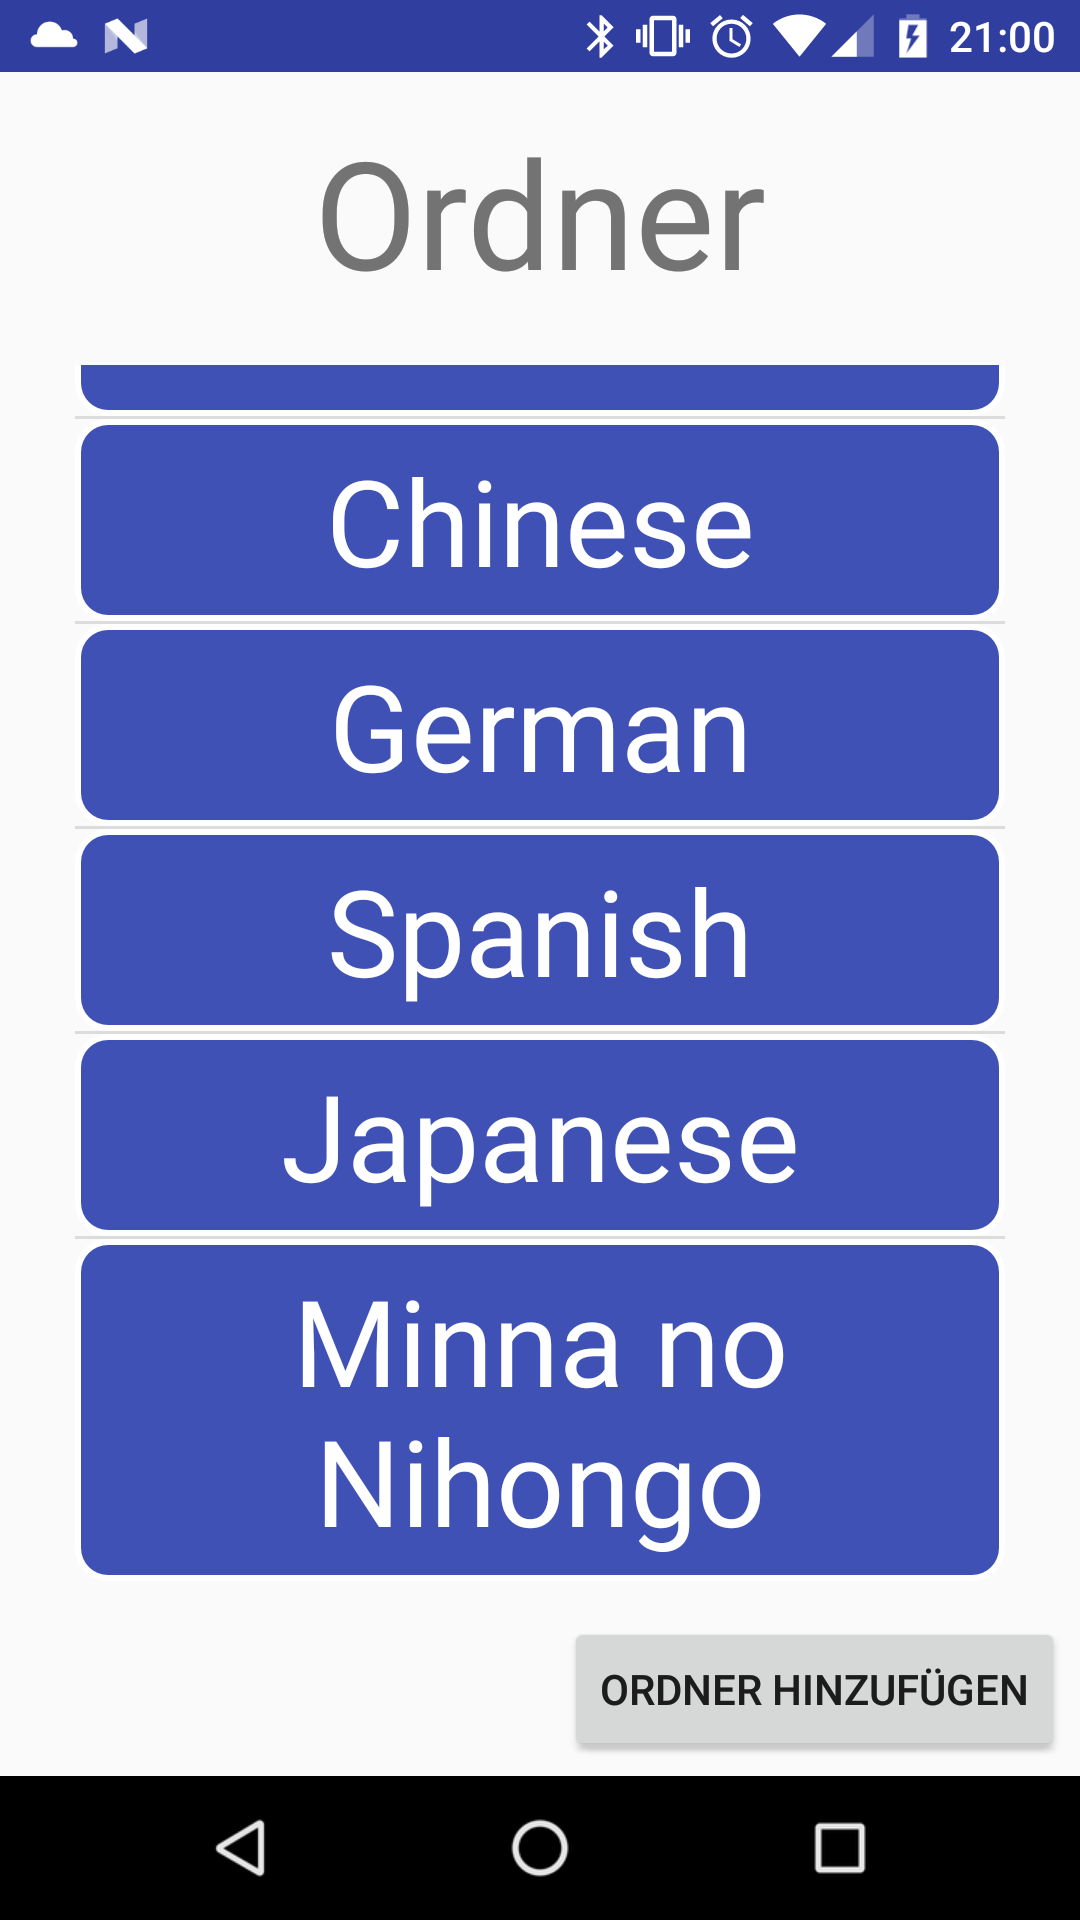 21:00
Ordner
Chinese
German
Spanish
Japanese
Minna no
Nihongo
ORDNER HINZUFÜGEN